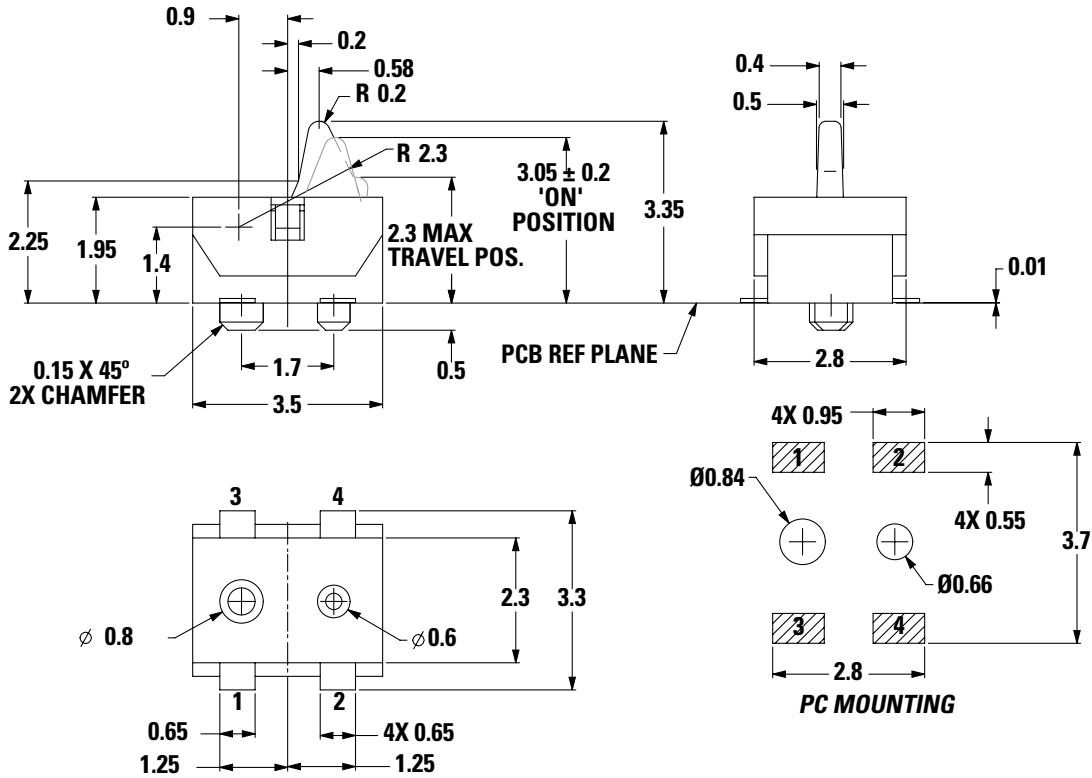 0.9
0.2
0.58
R 0.2
R 2.3
3.05 ± 0.2
'ON'
POSITION
3.35
2.25
1.95
1.4
2.3 MAX
TRAVEL POS.
0.15 X 45º
2X CHAMFER
1.7
3.5
0.5
PCB REF PLANE
0.4
0.5
0.01
2.8
3
4
2.3
3.3
⌀ 0.8
⌀ 0.6
1
2
0.65
4X 0.65
1.25
1.25
4X 0.95
1
2
Ø0.84
4X 0.55
3.7
Ø0.66
3
4
2.8
PC MOUNTING